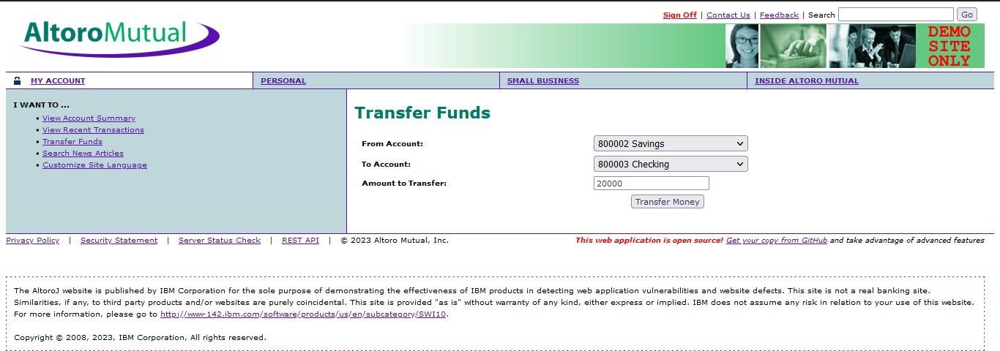 Sign Off | Contact Us | Feedback | Search Go
AltoroMutual
DEMO
SITE
ONLY
MY ACCOUNT PERSONAL SMALL BUSINESS INSIDE ALTORO MUTUAL
I WANT TO ...
• View Account Summary
• View Recent Transactions
• Transfer Funds
• Search News Articles
• Customize Site Language
Transfer Funds
From Account: 800002 Savings
To Account: 800003 Checking
Amount to Transfer: 20000
Transfer Money
Privacy Policy | Security Statement | Server Status Check | REST API | © 2023 Altoro Mutual, Inc. This web application is open source! Get your copy from GitHub and take advantage of advanced features
The AltoroJ website is published by IBM Corporation for the sole purpose of demonstrating the effectiveness of IBM products in detecting web application vulnerabilities and website defects. This site is not a real banking site.
Similarities, if any, to third party products and/or websites are purely coincidental. This site is provided "as is" without warranty of any kind, either express or implied. IBM does not assume any risk in relation to your use of this website.
For more information, please go to http://www-142.ibm.com/software/products/us/en/subcategory/SWI10.
Copyright © 2008, 2023, IBM Corporation, All rights reserved.